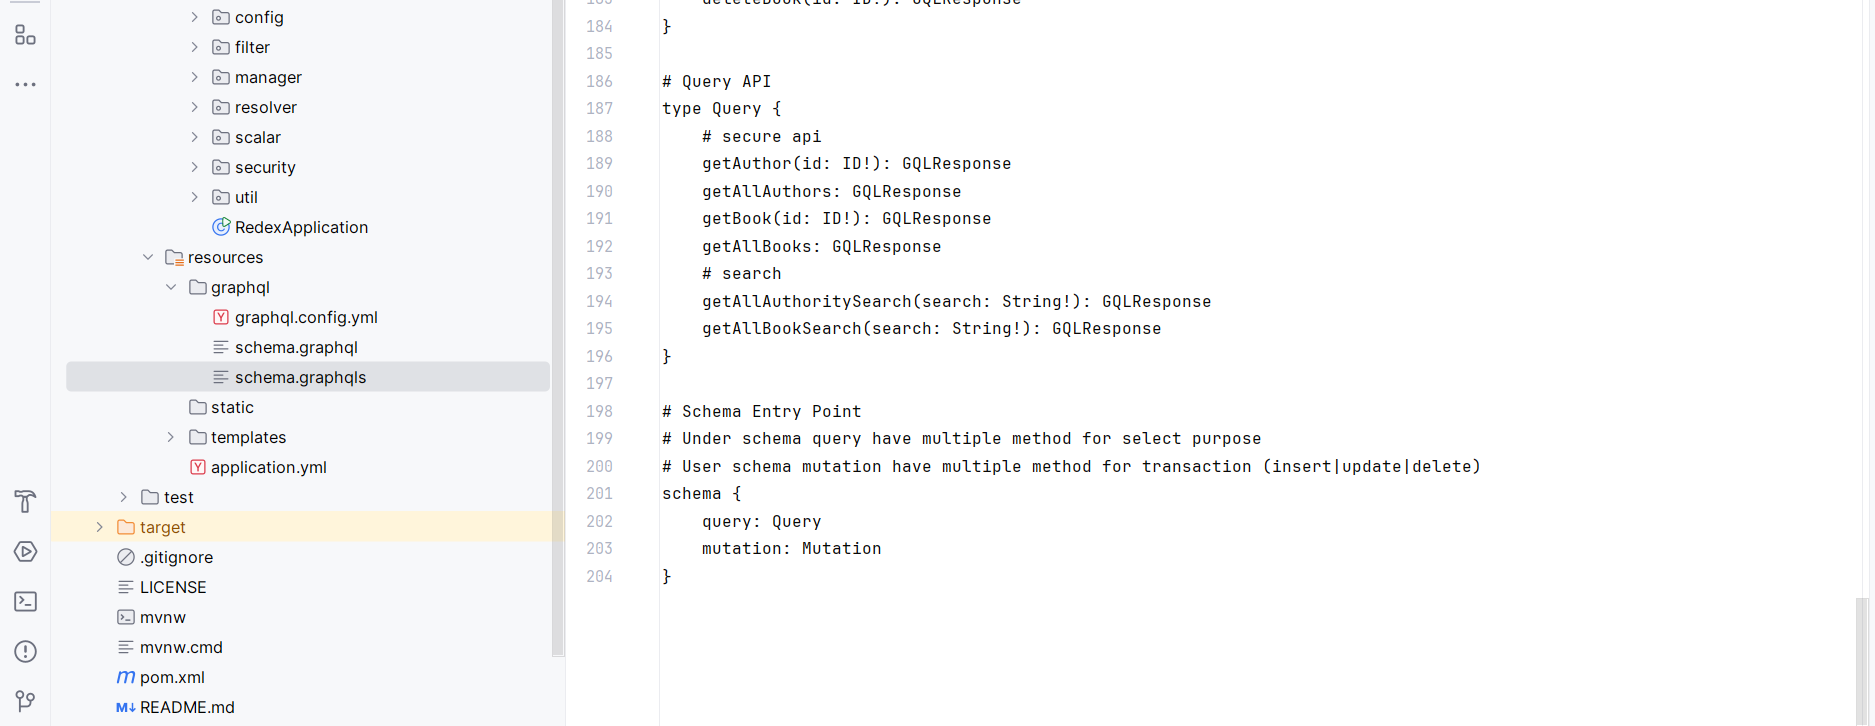 config
filter
manager
resolver
scalar
security
util
RedexApplication
resources
graphql
graphql.config.yml
schema.graphql
schema.graphqls
static
templates
application.yml
test
target
.gitignore
LICENSE
mvnw
mvnw.cmd
pom.xml
README.md
183 deleteBook(id: ID!): GQLResponse
184 }
185
186 # Query API
187 type Query {
188 # secure api
189 getAuthor(id: ID!): GQLResponse
190 getAllAuthors: GQLResponse
191 getBook(id: ID!): GQLResponse
192 getAllBooks: GQLResponse
193 # search
194 getAllAuthoritySearch(search: String!): GQLResponse
195 getAllBookSearch(search: String!): GQLResponse
196 }
197
198 # Schema Entry Point
199 # Under schema query have multiple method for select purpose
200 # User schema mutation have multiple method for transaction (insert|update|delete)
201 schema {
202 query: Query
203 mutation: Mutation
204 }